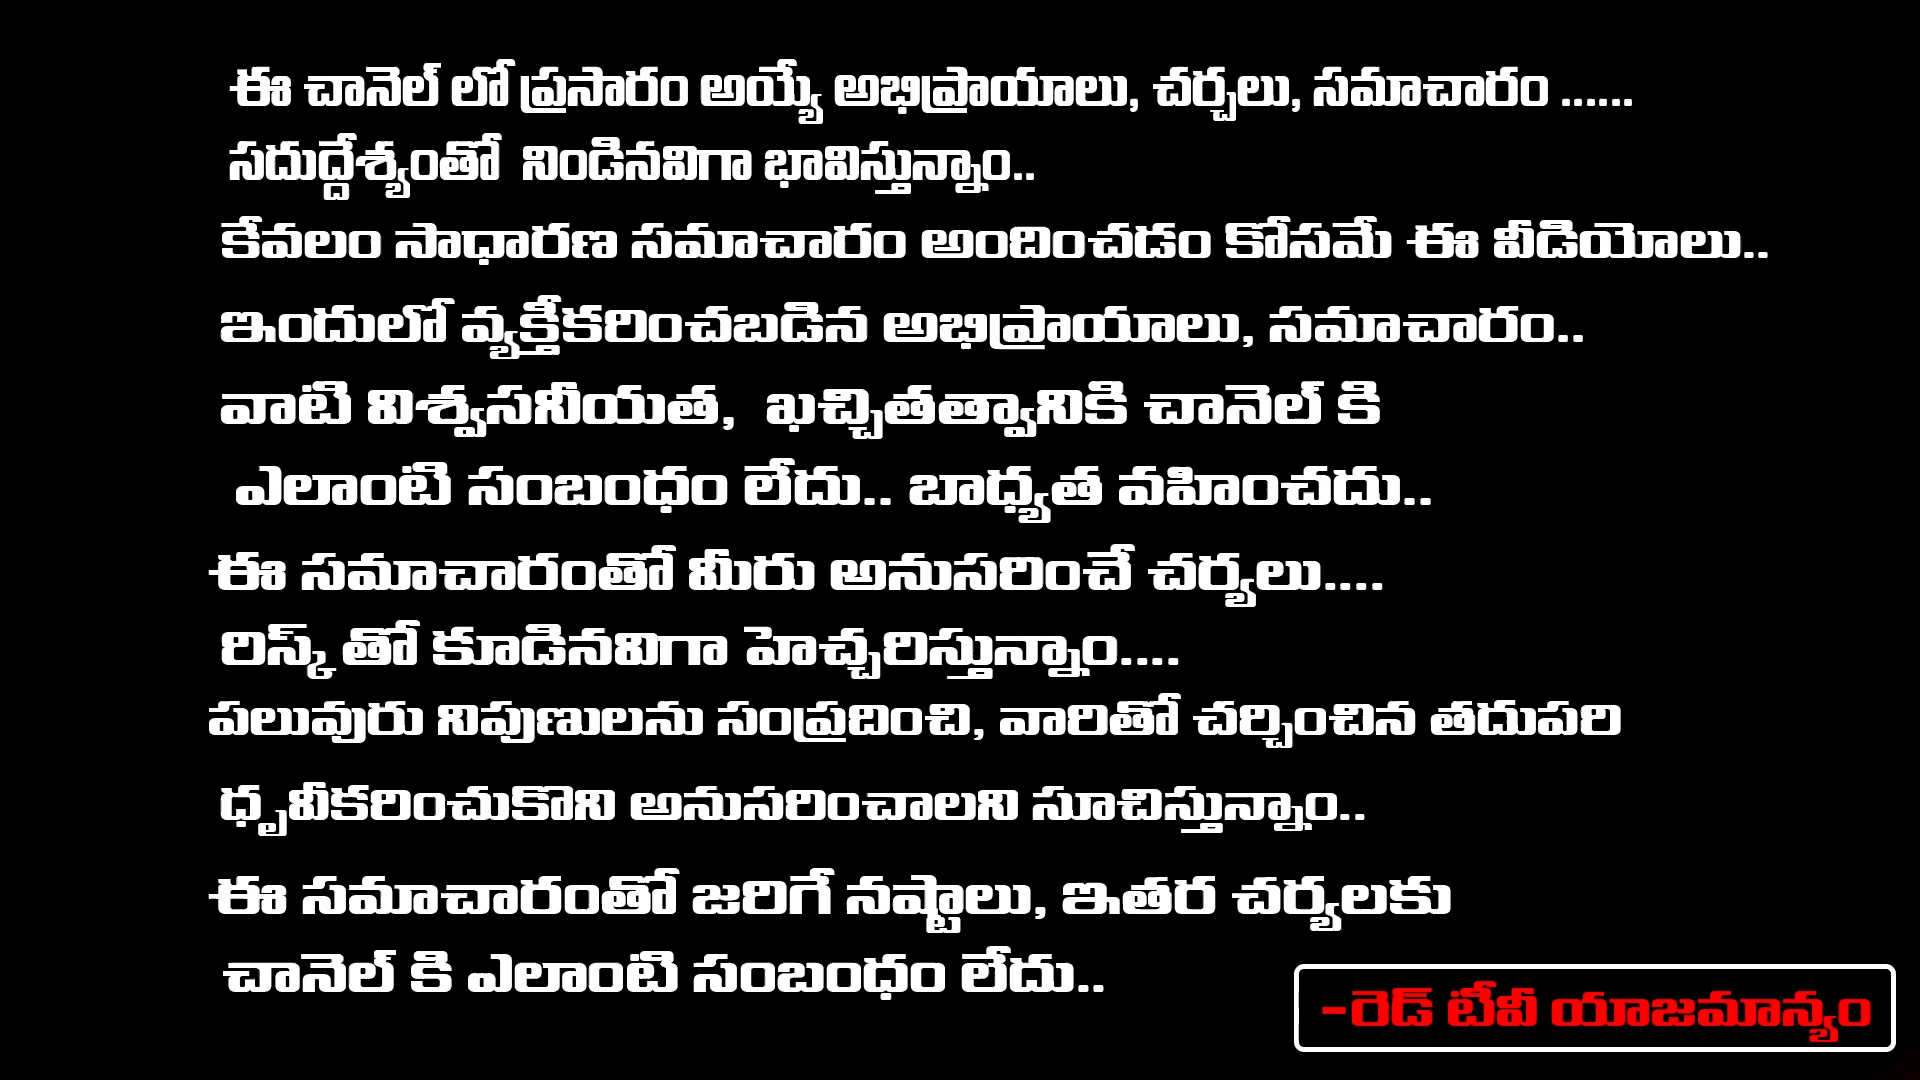 ఈ చానెల్ లో ప్రసారం అయ్యే అభిప్రాయాలు, చర్చలు, సమాచారం ......
సదుద్దేశ్యంతో నిండినవిగా భావిస్తున్నాం..
కేవలం సాధారణ సమాచారం అందించడం కోసమే ఈ వీడియోలు..
ఇందులో వ్యక్తీకరించబడిన అభిప్రాయాలు, సమాచారం..
వాటి విశ్వసనీయత, ఖచ్చితత్వానికి చానెల్ కి
ఎలాంటి సంబంధం లేదు.. బాధ్యత వహించదు..
ఈ సమాచారంతో మీరు అనుసరించే చర్యలు....
రిస్క్ తో కూడినవిగా హెచ్చరిస్తున్నాం....
పలువురు నిపుణులను సంప్రదించి, వారితో చర్చించిన తదుపరి
ధృవీకరించుకొని అనుసరించాలని సూచిస్తున్నాం..
ఈ సమాచారంతో జరిగే నష్టాలు, ఇతర చర్యలకు
చానెల్ కి ఎలాంటి సంబంధం లేదు..
-రెడ్ టీవీ యాజమాన్యం